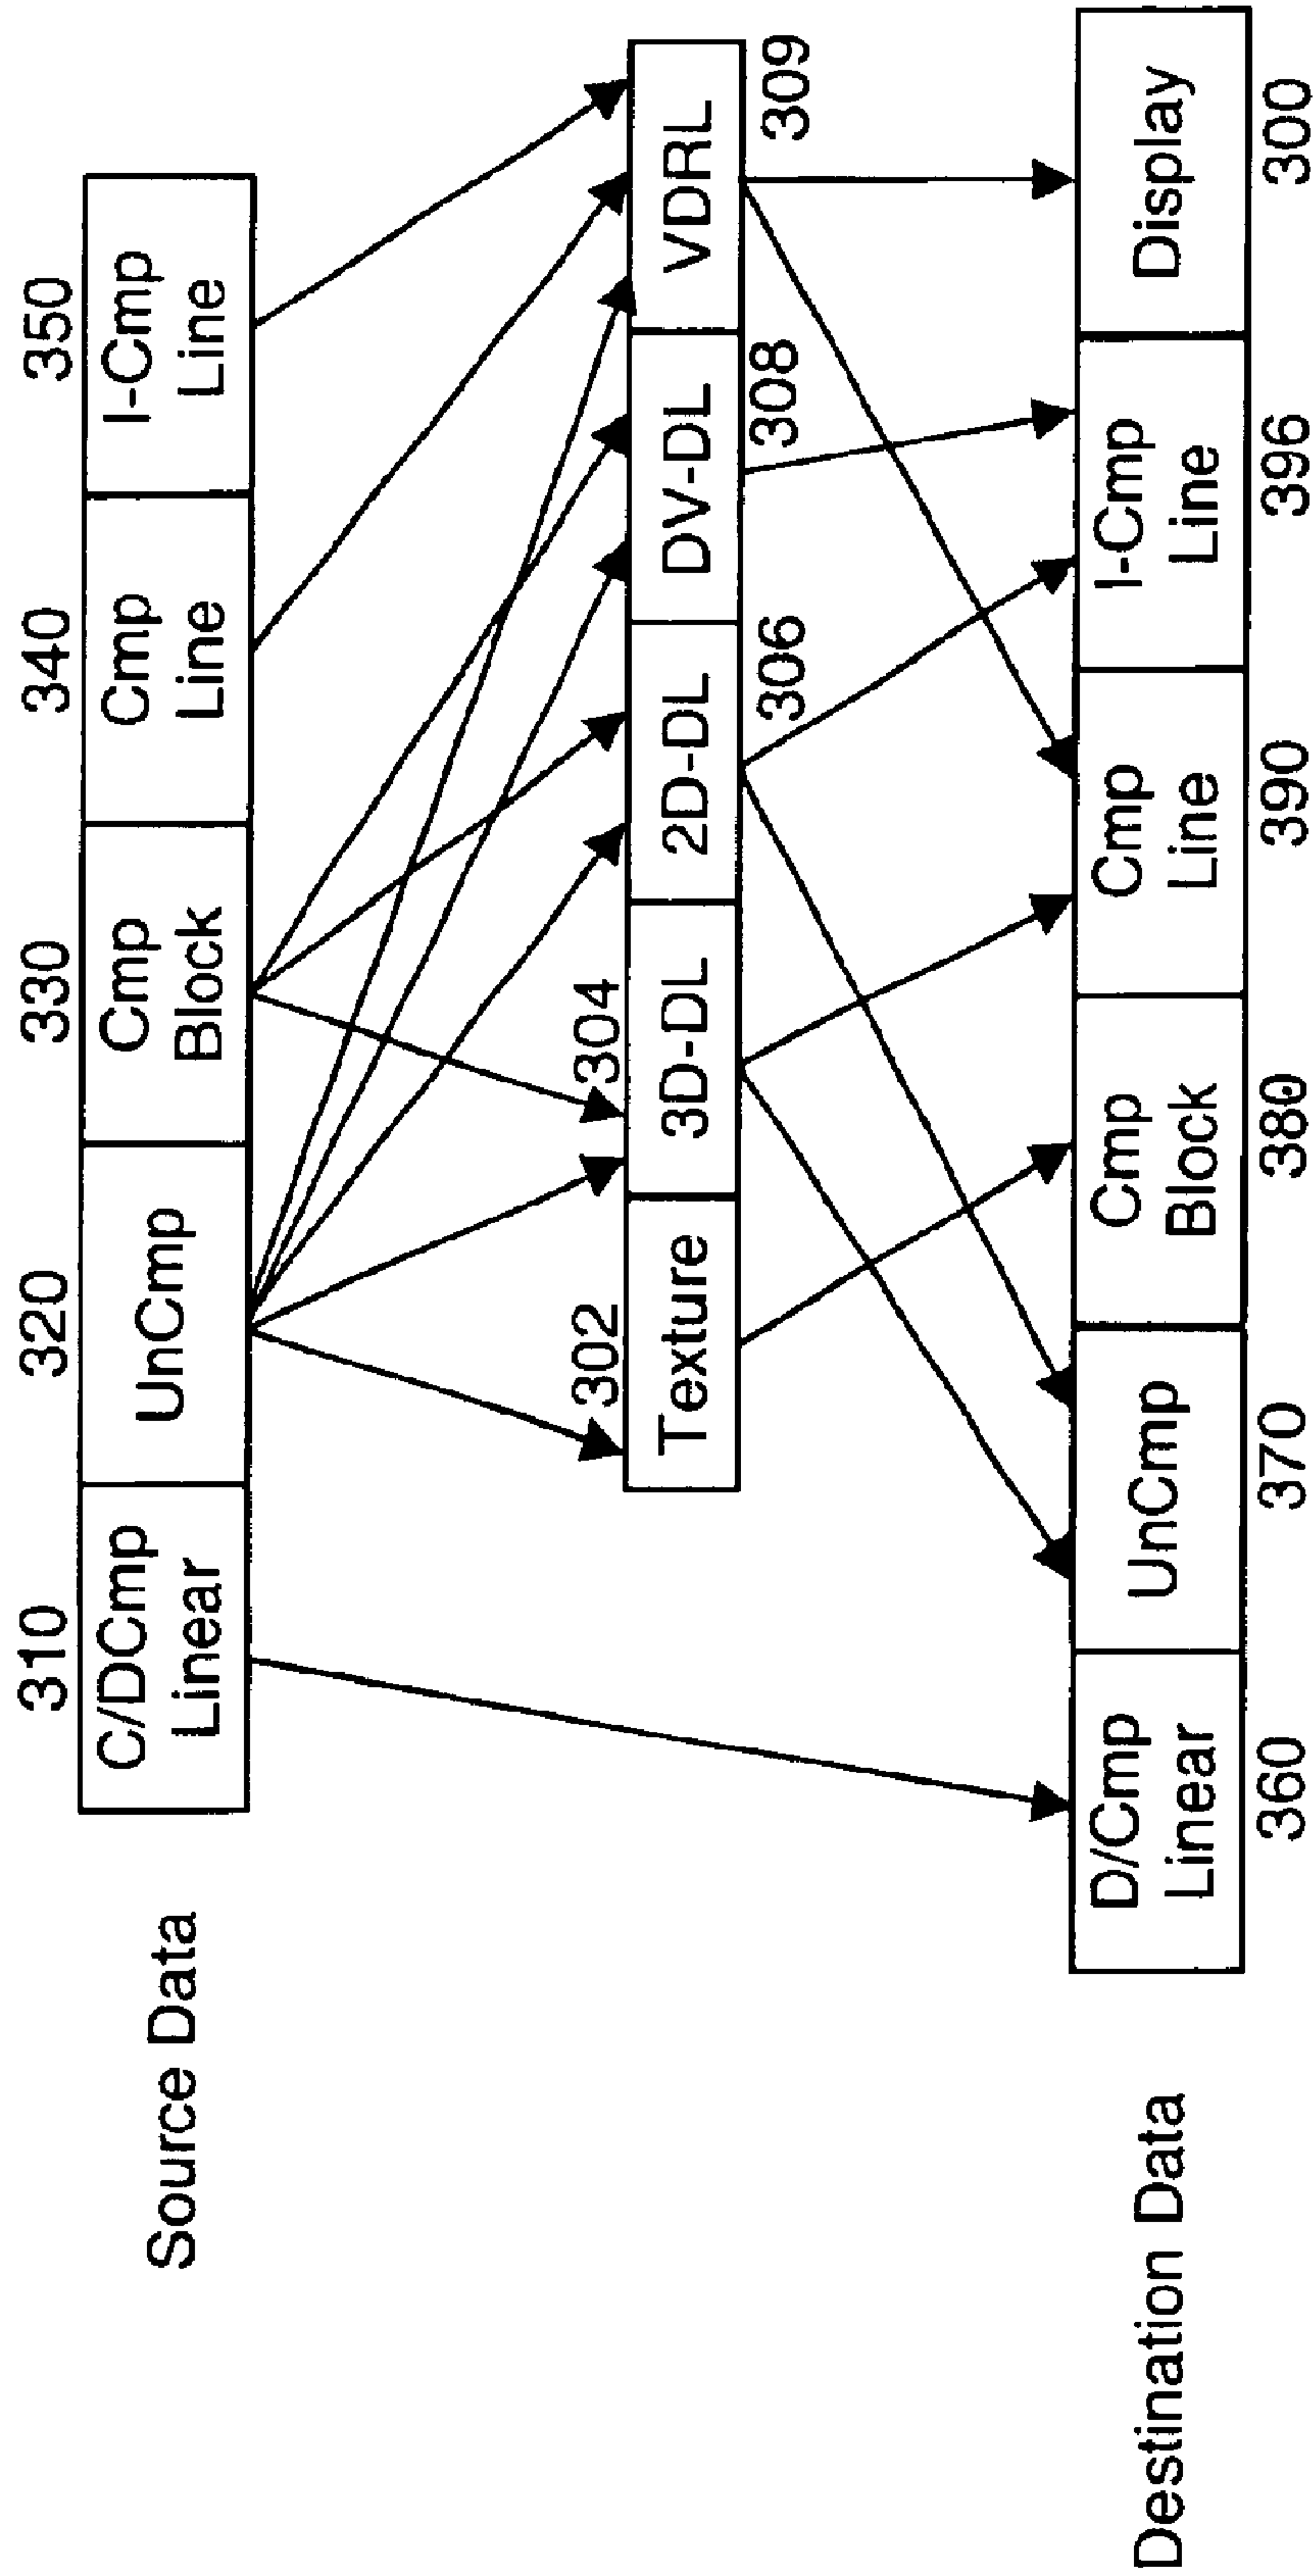 310 320 330 340 350
Source Data
C/DCmp
Linear
UnCmp
Cmp
Block
Cmp
Line
I-Cmp
Line
302 304
Texture 3D-DL 2D-DL DV-DL VDRL
306 308 309
Destination Data
D/Cmp
Linear
UnCmp
Cmp
Block
Cmp
Line
I-Cmp
Line
Display
360 370 380 390 396 300